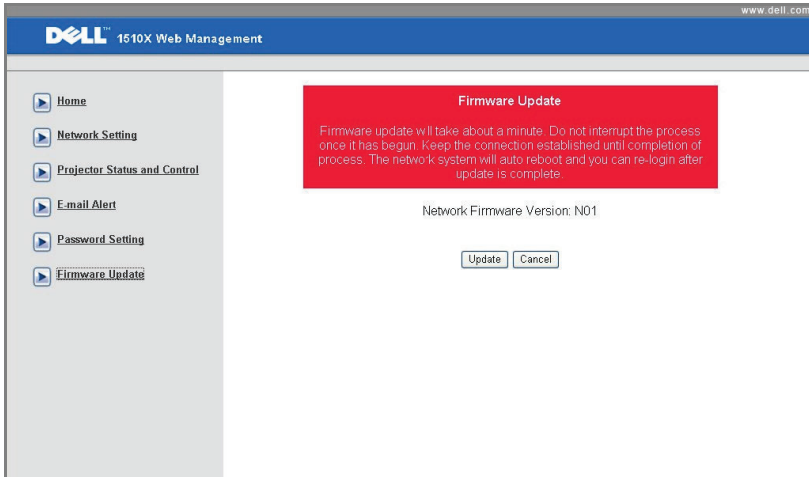 www.dell.com
DELL™ 1510X Web Management
Home
Network Setting
Projector Status and Control
E-mail Alert
Password Setting
Firmware Update
Firmware Update
Firmware update will take about a minute. Do not interrupt the process
once it has begun. Keep the connection established until completion of
process. The network system will auto reboot and you can re-login after
update is complete.
Network Firmware Version: N01
Update Cancel